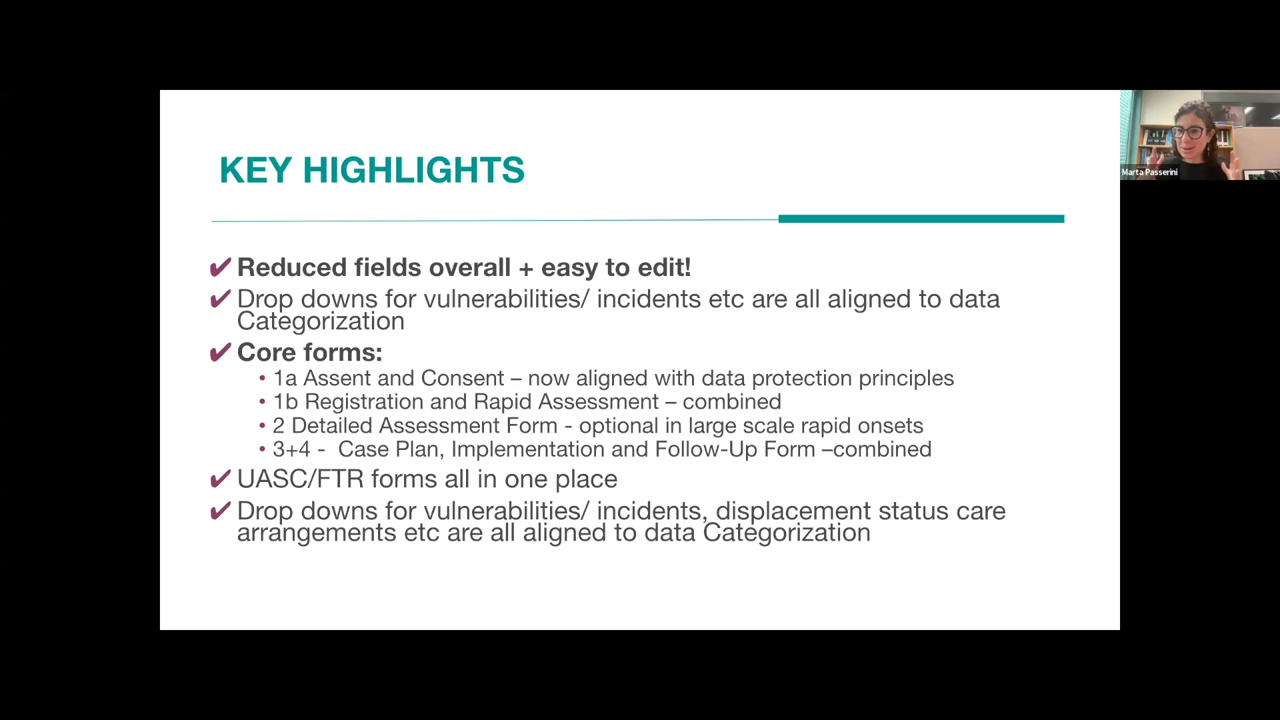 KEY HIGHLIGHTS
Marta Passerini
✔ Reduced fields overall + easy to edit!
✔ Drop downs for vulnerabilities/ incidents etc are all aligned to data
Categorization
✔ Core forms:
• 1a Assent and Consent – now aligned with data protection principles
• 1b Registration and Rapid Assessment – combined
• 2 Detailed Assessment Form - optional in large scale rapid onsets
• 3+4 - Case Plan, Implementation and Follow-Up Form –combined
✔ UASC/FTR forms all in one place
✔ Drop downs for vulnerabilities/ incidents, displacement status care
arrangements etc are all aligned to data Categorization